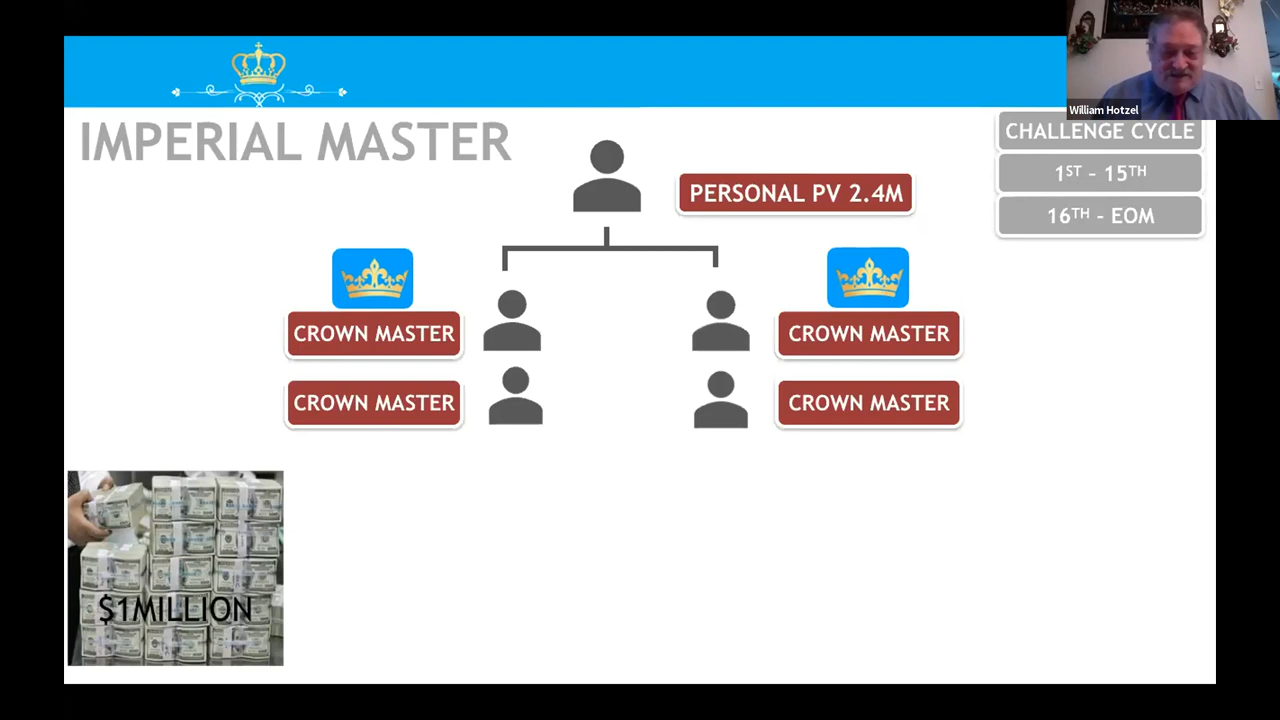 William Hotzel
IMPERIAL MASTER
CHALLENGE CYCLE
1ST - 15TH
16TH - EOM
PERSONAL PV 2.4M
CROWN MASTER
CROWN MASTER
CROWN MASTER
CROWN MASTER
$1MILLION